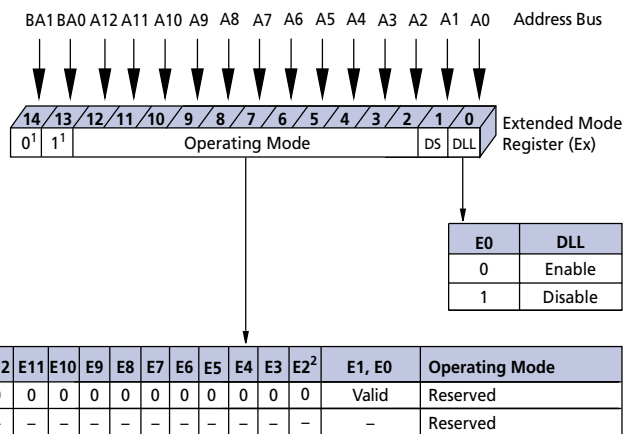 BA1 BA0 A12 A11 A10 A9 A8 A7 A6 A5 A4 A3 A2 A1 A0 Address Bus
14 13 12 11 10 9 8 7 6 5 4 3 2 1 0
0¹ 1¹ Operating Mode DS DLL
Extended Mode
Register (Ex)
E0 DLL
0 Enable
1 Disable
2 E11 E10 E9 E8 E7 E6 E5 E4 E3 E2² E1, E0 Operating Mode
0 0 0 0 0 0 0 0 0 0 0 Valid Reserved
– – – – – – – – – – – – Reserved